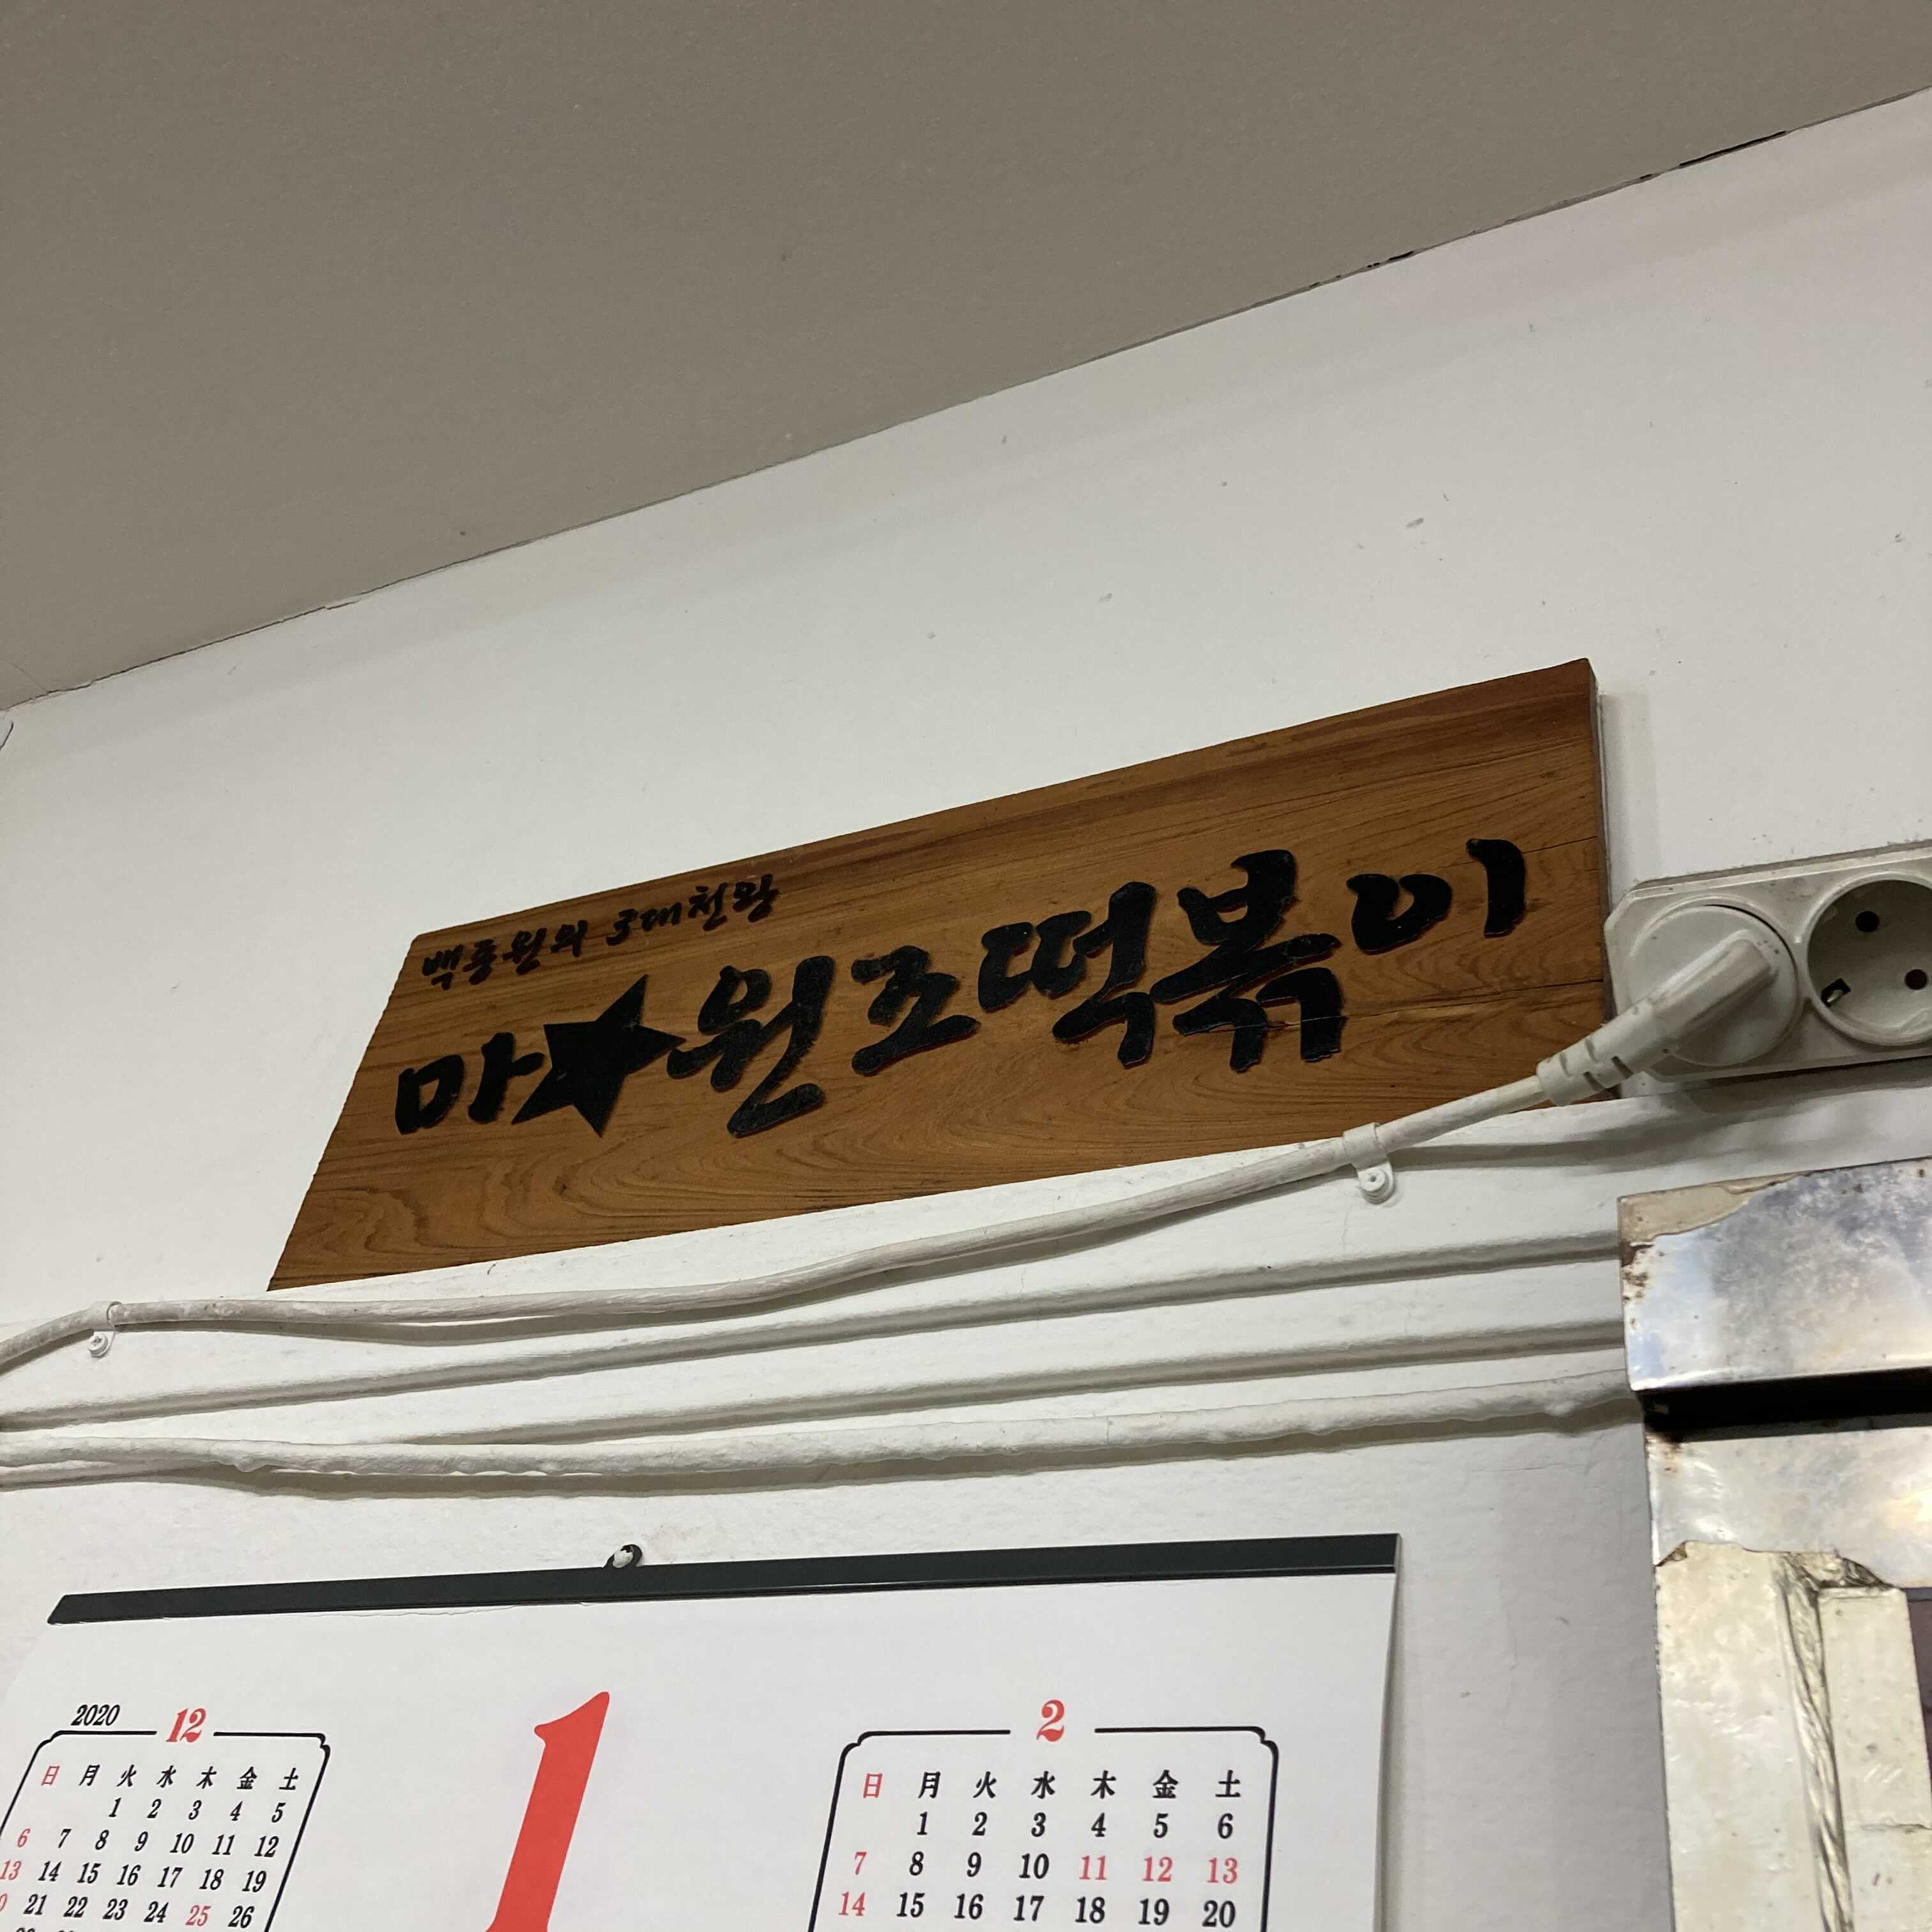 백종원의 3대천왕
마★원조떡볶이
2020 12
日 月 火 水 木 金 土
1 2 3 4 5
6 7 8 9 10 11 12
13 14 15 16 17 18 19
21 22 23 24 25 26
1
2
日 月 火 水 木 金 土
1 2 3 4 5 6
7 8 9 10 11 12 13
14 15 16 17 18 19 20